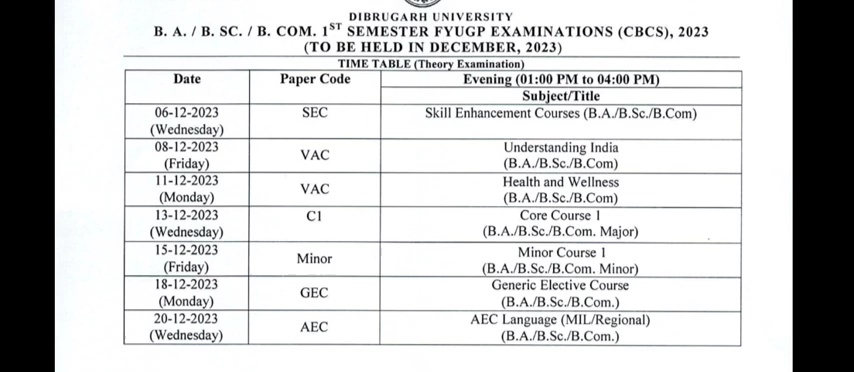 DIBRUGARH UNIVERSITY
B. A. / B. SC. / B. COM. 1ST SEMESTER FYUGP EXAMINATIONS (CBCS), 2023
(TO BE HELD IN DECEMBER, 2023)
TIME TABLE (Theory Examination)
Date Paper Code Evening (01:00 PM to 04:00 PM)
Subject/Title
06-12-2023 SEC Skill Enhancement Courses (B.A./B.Sc./B.Com)
(Wednesday)
08-12-2023 VAC Understanding India
(Friday) (B.A./B.Sc./B.Com)
11-12-2023 VAC Health and Wellness
(Monday) (B.A./B.Sc./B.Com)
13-12-2023 C1 Core Course 1
(Wednesday) (B.A./B.Sc./B.Com. Major)
15-12-2023 Minor Minor Course 1
(Friday) (B.A./B.Sc./B.Com. Minor)
18-12-2023 GEC Generic Elective Course
(Monday) (B.A./B.Sc./B.Com.)
20-12-2023 AEC AEC Language (MIL/Regional)
(Wednesday) (B.A./B.Sc./B.Com.)